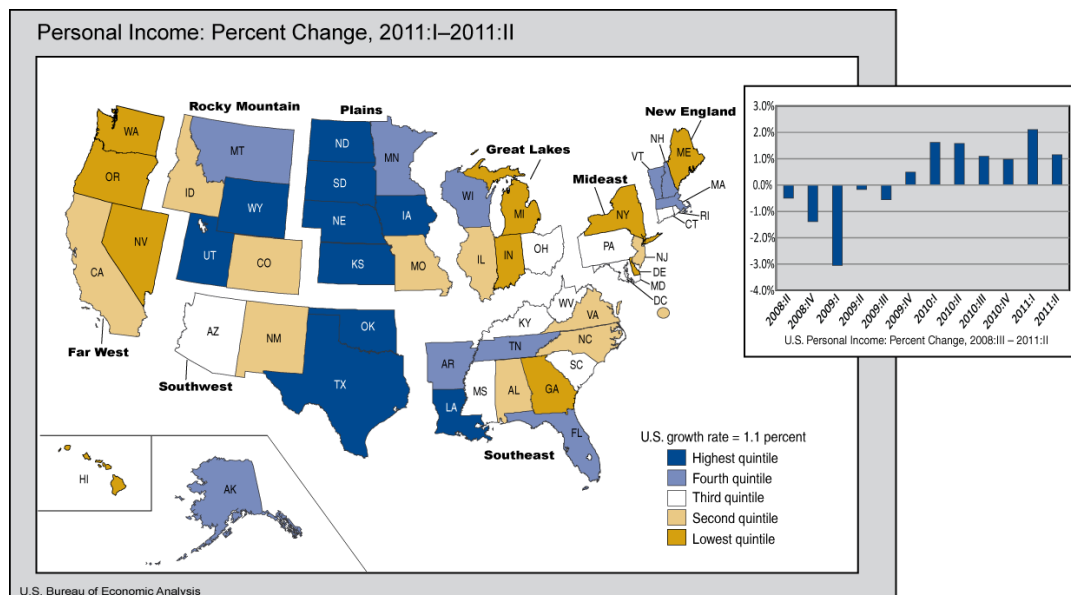 Personal Income: Percent Change, 2011:I–2011:II
Rocky Mountain
Plains
Great Lakes
New England
Mideast
Far West
Southwest
Southeast
WA
OR
CA
NV
ID
MT
WY
UT
CO
AZ
NM
ND
SD
NE
KS
OK
TX
MN
IA
MO
AR
LA
WI
IL
MI
IN
OH
KY
TN
MS
AL
GA
FL
SC
NC
VA
WV
PA
NY
NJ
DE
MD
DC
VT
NH
ME
MA
RI
CT
HI
AK
U.S. growth rate = 1.1 percent
Highest quintile
Fourth quintile
Third quintile
Second quintile
Lowest quintile
U.S. Bureau of Economic Analysis
3.0%
2.0%
1.0%
0.0%
-1.0%
-2.0%
-3.0%
-4.0%
2008:II
2008:IV
2009:I
2009:II
2009:III
2009:IV
2010:I
2010:II
2010:III
2010:IV
2011:I
2011:II
U.S. Personal Income: Percent Change, 2008:III – 2011:II